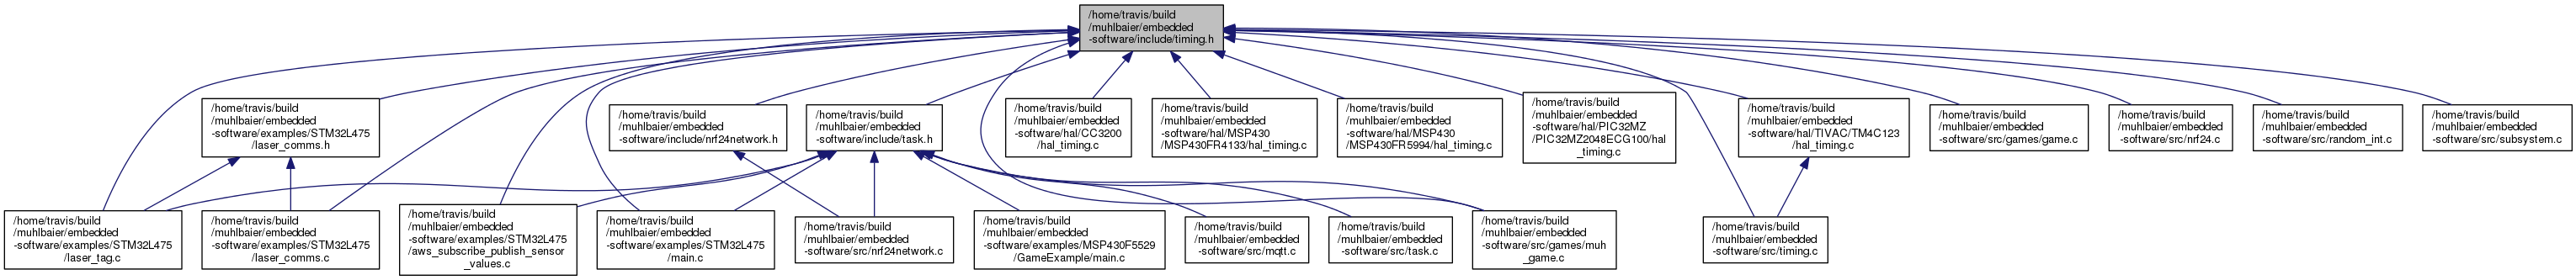 /home/travis/build
/muhlbaier/embedded
-software/include/timing.h
/home/travis/build
/muhlbaier/embedded
-software/examples/STM32L475
/laser_comms.h
/home/travis/build
/muhlbaier/embedded
-software/include/nrf24network.h
/home/travis/build
/muhlbaier/embedded
-software/include/task.h
/home/travis/build
/muhlbaier/embedded
-software/hal/CC3200
/hal_timing.c
/home/travis/build
/muhlbaier/embedded
-software/hal/MSP430
/MSP430FR4133/hal_timing.c
/home/travis/build
/muhlbaier/embedded
-software/hal/MSP430
/MSP430FR5994/hal_timing.c
/home/travis/build
/muhlbaier/embedded
-software/hal/PIC32MZ
/PIC32MZ2048ECG100/hal
_timing.c
/home/travis/build
/muhlbaier/embedded
-software/hal/TIVAC/TM4C123
/hal_timing.c
/home/travis/build
/muhlbaier/embedded
-software/src/games/game.c
/home/travis/build
/muhlbaier/embedded
-software/src/nrf24.c
/home/travis/build
/muhlbaier/embedded
-software/src/random_int.c
/home/travis/build
/muhlbaier/embedded
-software/src/subsystem.c
/home/travis/build
/muhlbaier/embedded
-software/examples/STM32L475
/laser_tag.c
/home/travis/build
/muhlbaier/embedded
-software/examples/STM32L475
/laser_comms.c
/home/travis/build
/muhlbaier/embedded
-software/examples/STM32L475
/aws_subscribe_publish_sensor
_values.c
/home/travis/build
/muhlbaier/embedded
-software/examples/STM32L475
/main.c
/home/travis/build
/muhlbaier/embedded
-software/src/nrf24network.c
/home/travis/build
/muhlbaier/embedded
-software/examples/MSP430F5529
/GameExample/main.c
/home/travis/build
/muhlbaier/embedded
-software/src/mqtt.c
/home/travis/build
/muhlbaier/embedded
-software/src/task.c
/home/travis/build
/muhlbaier/embedded
-software/src/games/muh
_game.c
/home/travis/build
/muhlbaier/embedded
-software/src/timing.c